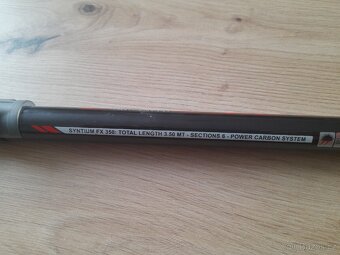 SYNTIUM FX 350: TOTAL LENGTH 3.50 MT - SECTIONS 6 - POWER CARBON SYSTEM